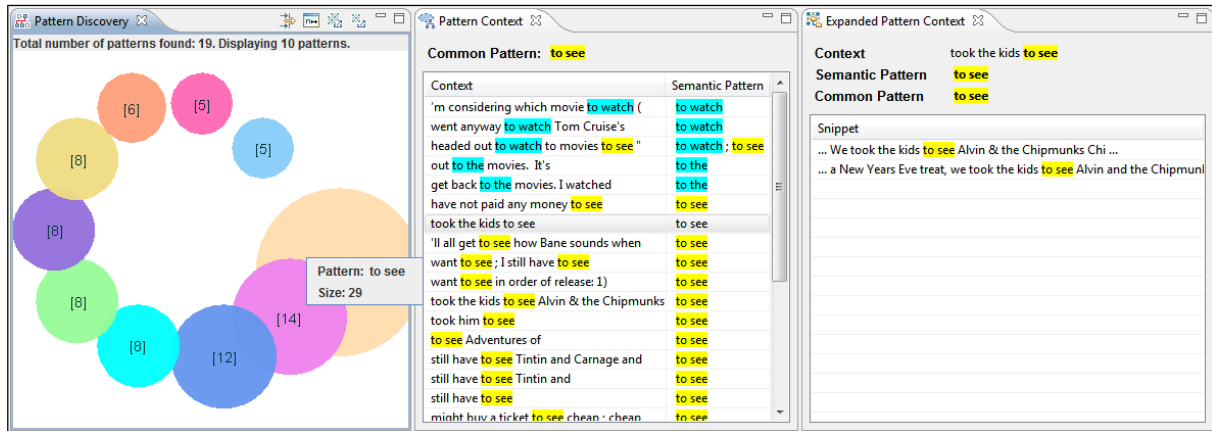 Pattern Discovery
Total number of patterns found: 19. Displaying 10 patterns.
[6]
[5]
[5]
[8]
[8]
[8]
[8]
[12]
[14]
Pattern: to see
Size: 29
Pattern Context
Common Pattern: to see
Context Semantic Pattern
'm considering which movie to watch ( to watch
went anyway to watch Tom Cruise's to watch
headed out to watch to movies to see " to watch ; to see
out to the movies. It's to the
get back to the movies. I watched to the
have not paid any money to see to see
took the kids to see to see
'll all get to see how Bane sounds when to see
want to see ; I still have to see to see
want to see in order of release: 1) to see
took the kids to see Alvin & the Chipmunks to see
took him to see to see
to see Adventures of to see
still have to see Tintin and Carnage and to see
still have to see Tintin and to see
still have to see to see
might buy a ticket to see cheap ; cheap to see
Expanded Pattern Context
Context took the kids to see
Semantic Pattern to see
Common Pattern to see
Snippet
... We took the kids to see Alvin & the Chipmunks Chi ...
... a New Years Eve treat, we took the kids to see Alvin and the Chipmunl